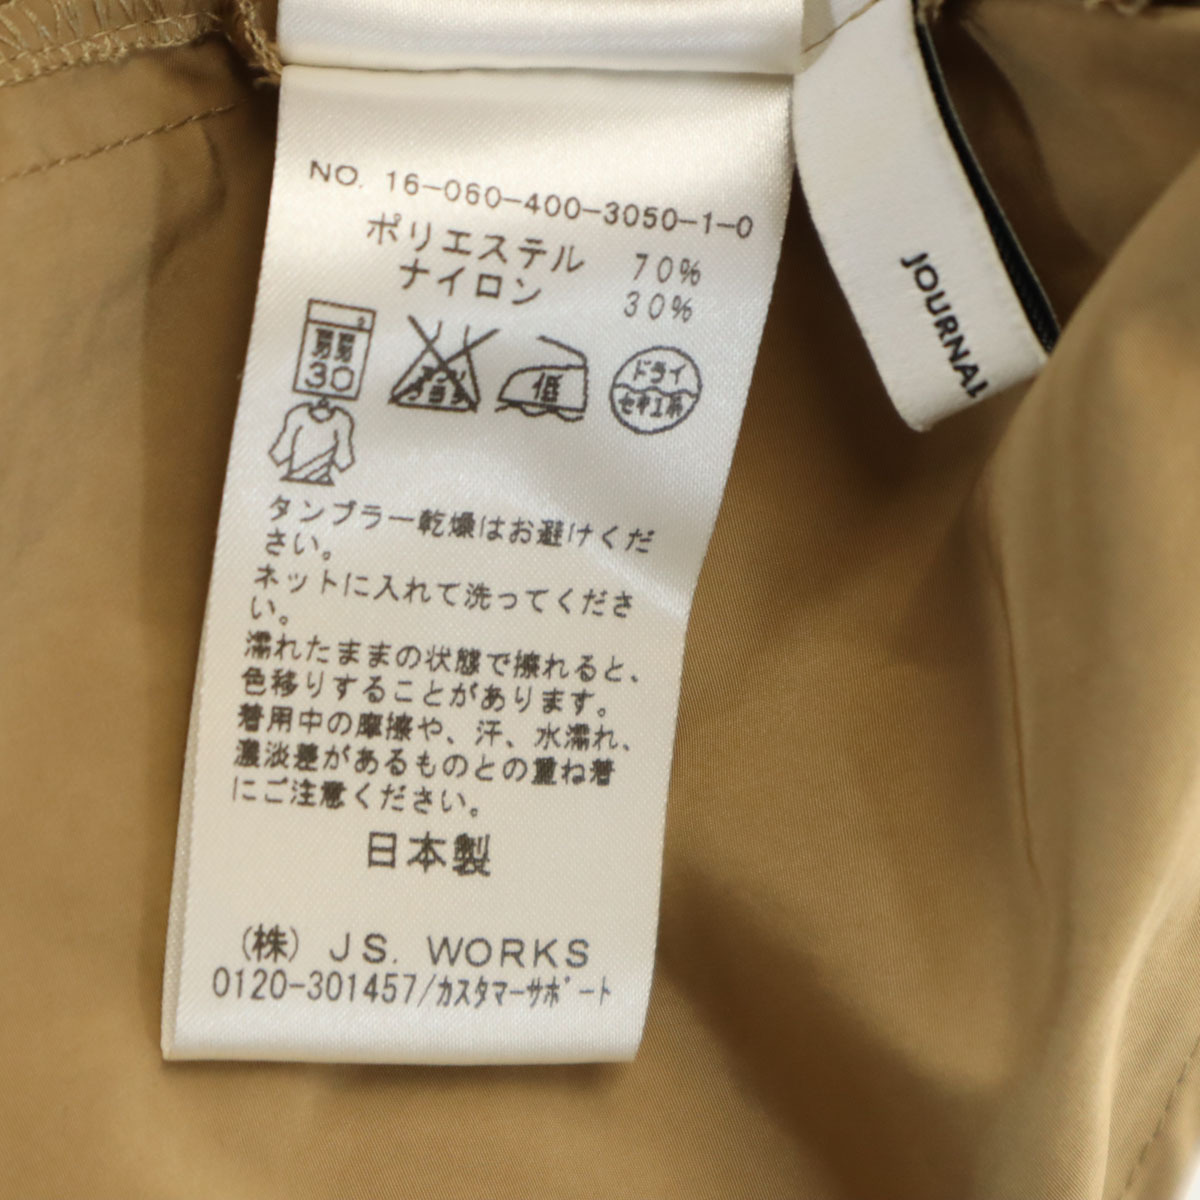 NO. 16-060-400-3050-1-0
ポリエステル 70%
ナイロン 30%
弱
30
低
ドライ
セキユ系
タンブラー乾燥はお避けくだ
さい。
ネットに入れて洗ってくださ
い。
濡れたままの状態で擦れると、
色移りすることがあります。
着用中の摩擦や、汗、水濡れ、
濃淡差があるものとの重ね着
にご注意ください。
日本製
(株) JS. WORKS
0120-301457/カスタマーサポート
JOURNAL